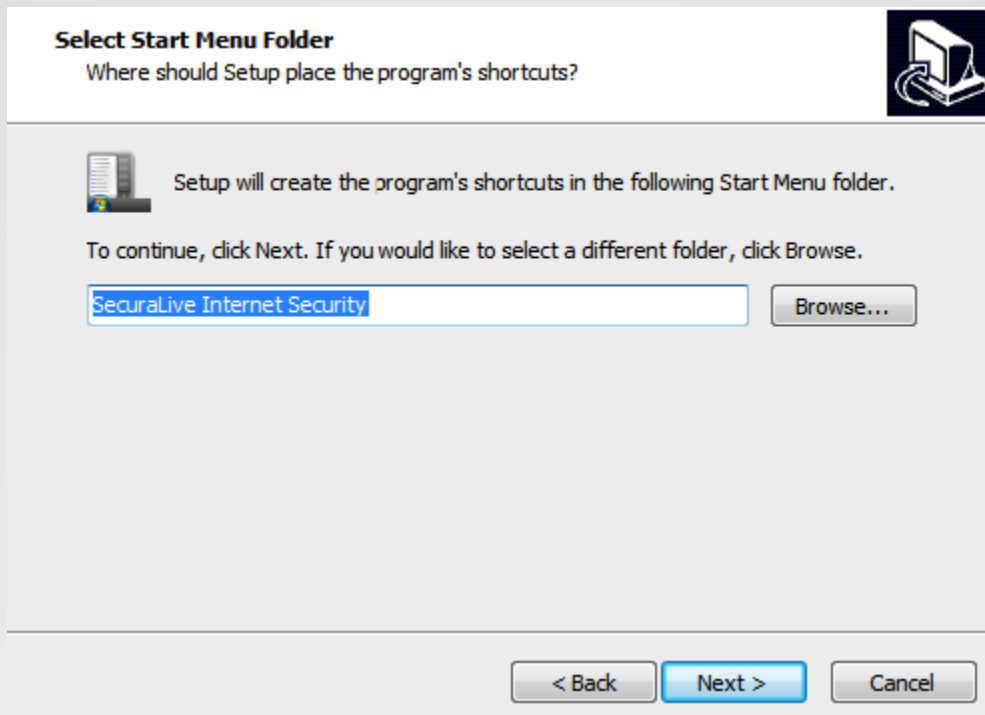 Select Start Menu Folder
Where should Setup place the program's shortcuts?
Setup will create the program's shortcuts in the following Start Menu folder.
To continue, click Next. If you would like to select a different folder, click Browse.
SecuraLive Internet Security
Browse...
< Back
Next >
Cancel